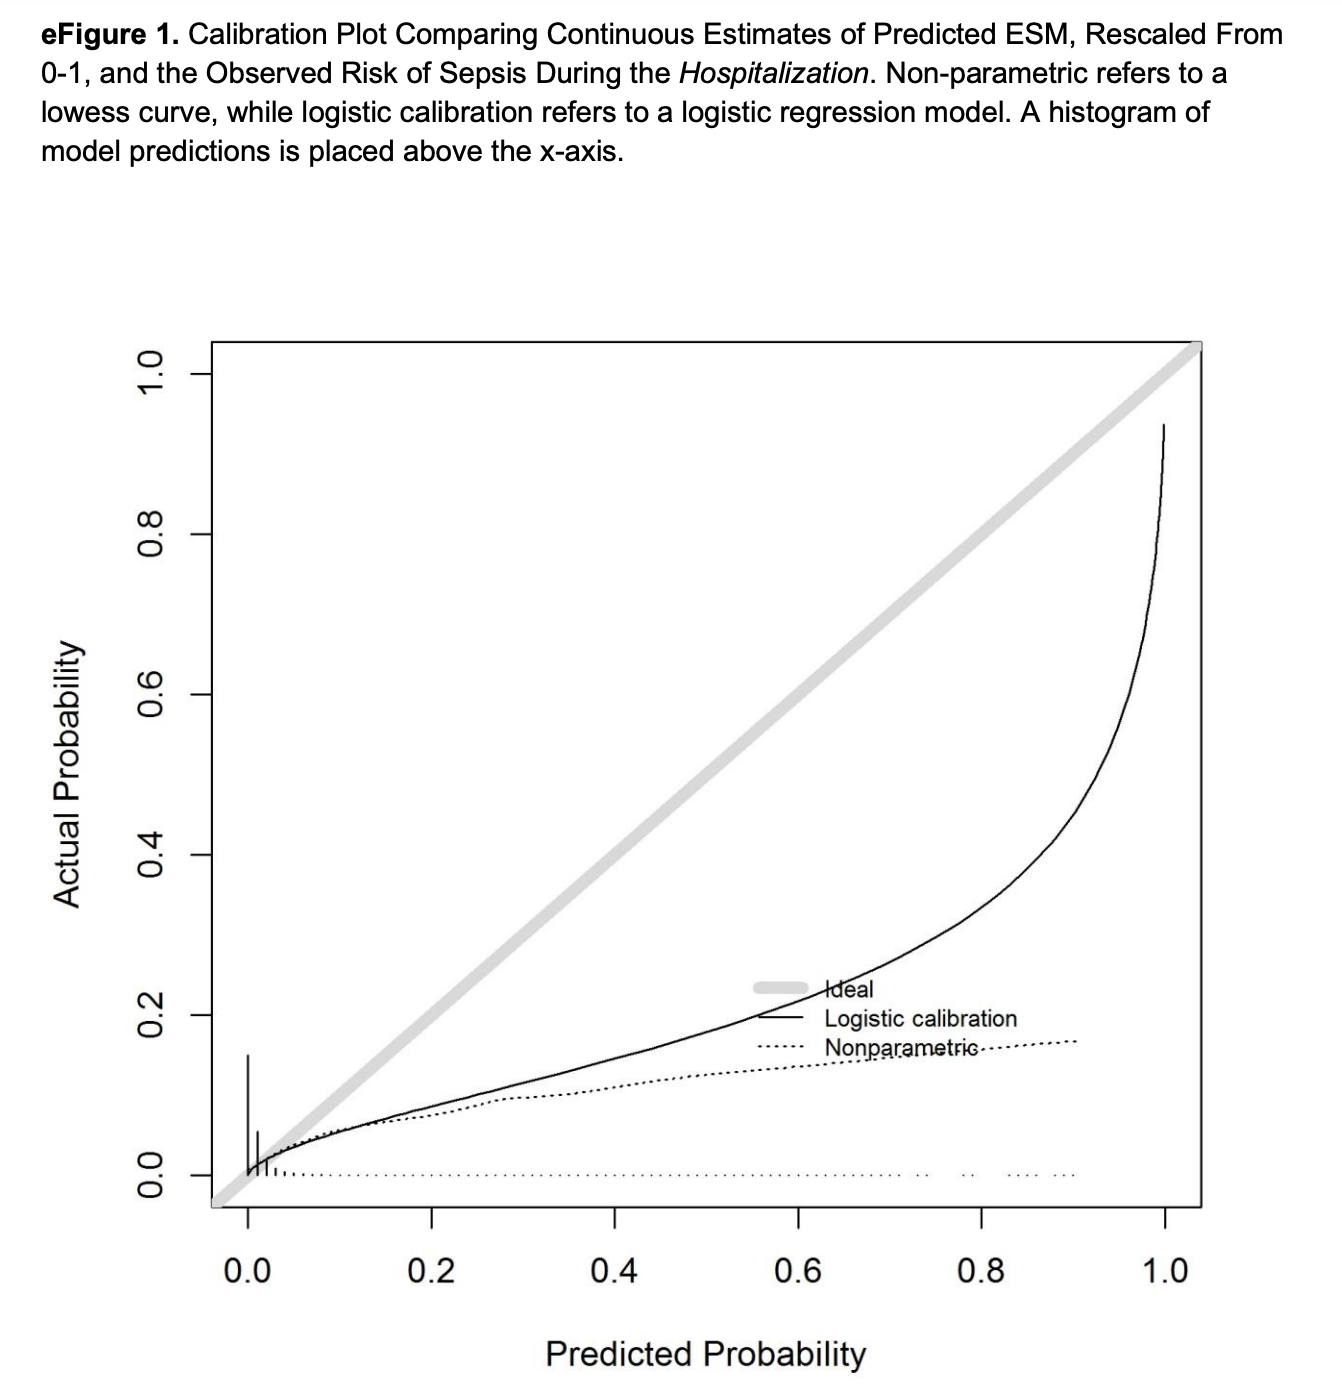 eFigure 1. Calibration Plot Comparing Continuous Estimates of Predicted ESM, Rescaled From
0-1, and the Observed Risk of Sepsis During the Hospitalization. Non-parametric refers to a
lowess curve, while logistic calibration refers to a logistic regression model. A histogram of
model predictions is placed above the x-axis.
1.0
0.8
0.6
0.4
0.2
0.0
Actual Probability
Ideal
Logistic calibration
Nonparametric
0.0 0.2 0.4 0.6 0.8 1.0
Predicted Probability